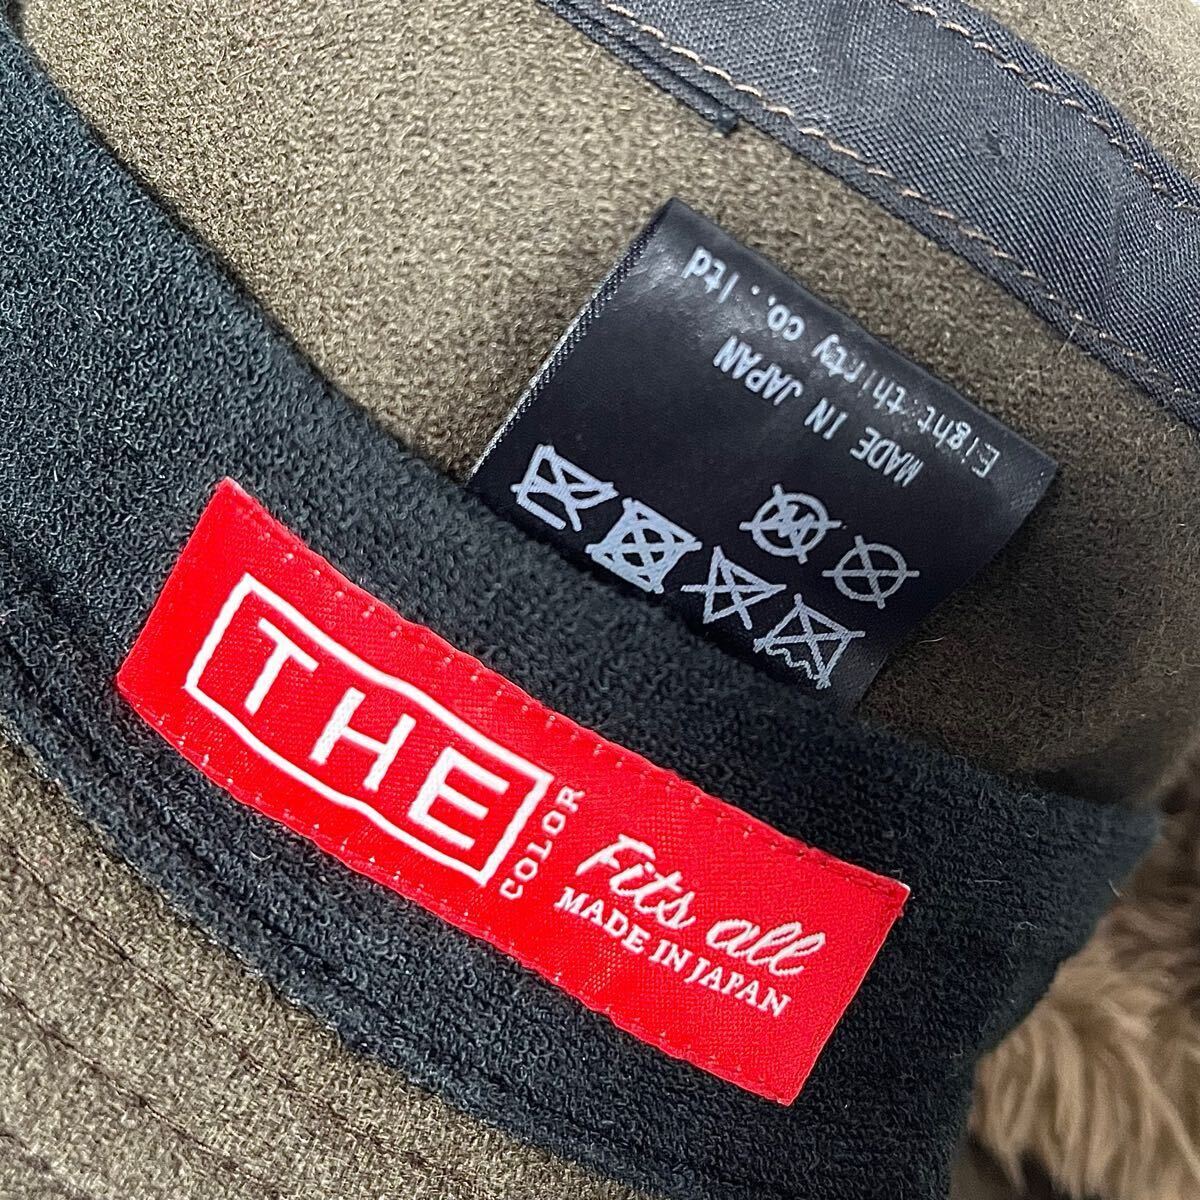 THE
COLOR
Fits all
MADE IN JAPAN
MADE IN JAPAN
Eight:thirty co.,ltd